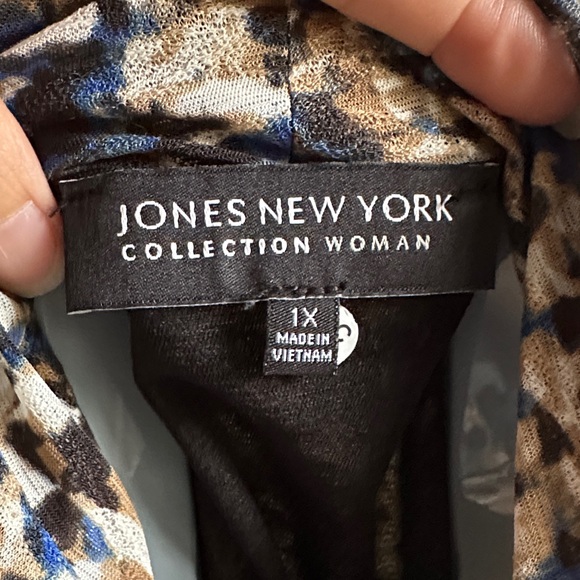 JONES NEW YORK
COLLECTION WOMAN
1X
MADE IN
VIETNAM